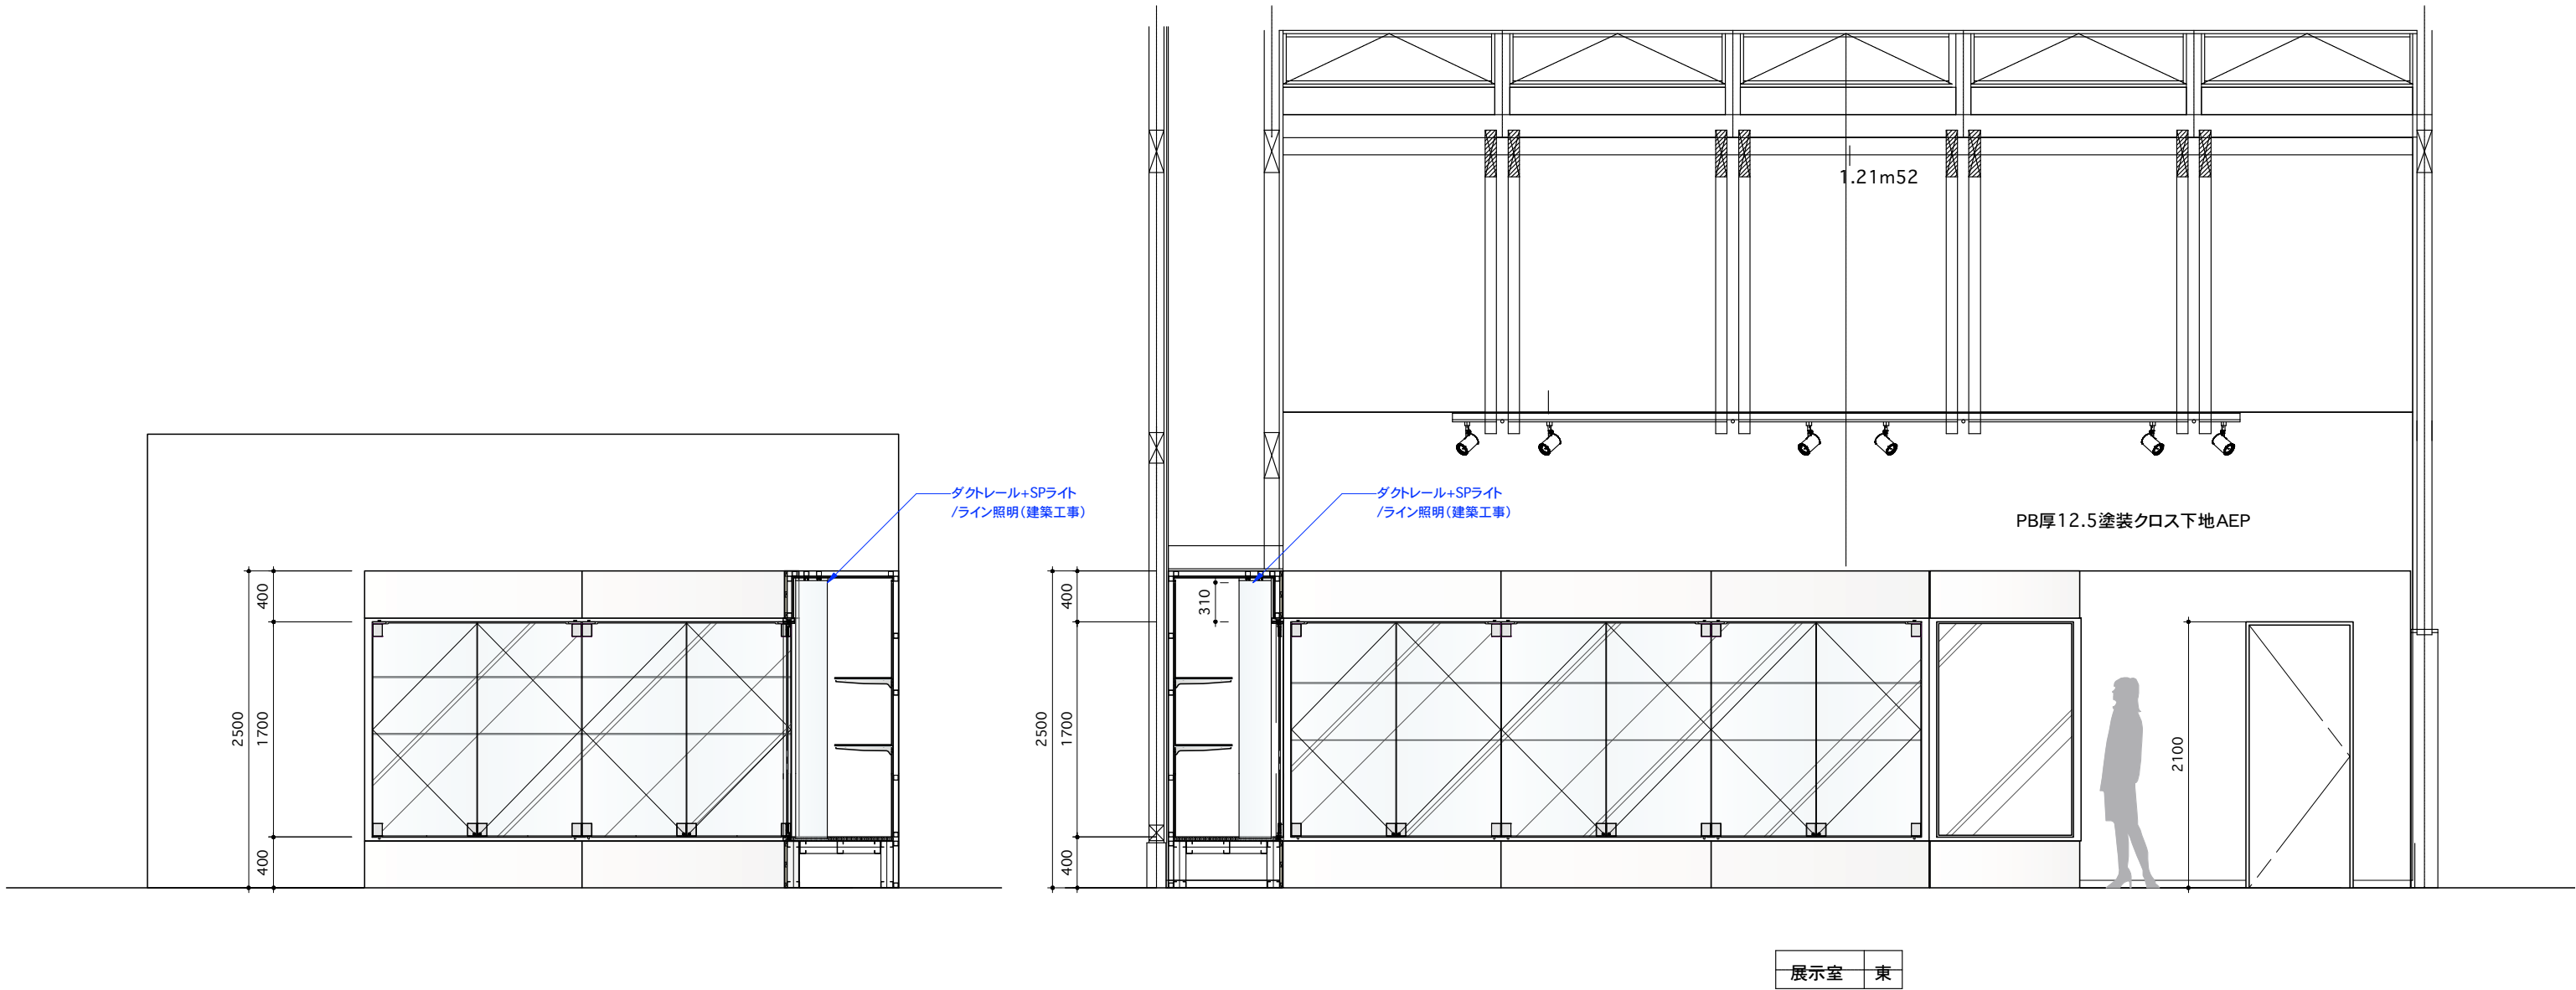 1.21m52
ダクトレール+SPライト
/ライン照明(建築工事)
ダクトレール+SPライト
/ライン照明(建築工事)
PB厚12.5塗装クロス下地AEP
2500
400
1700
400
2500
400
1700
400
310
2100
展示室 東